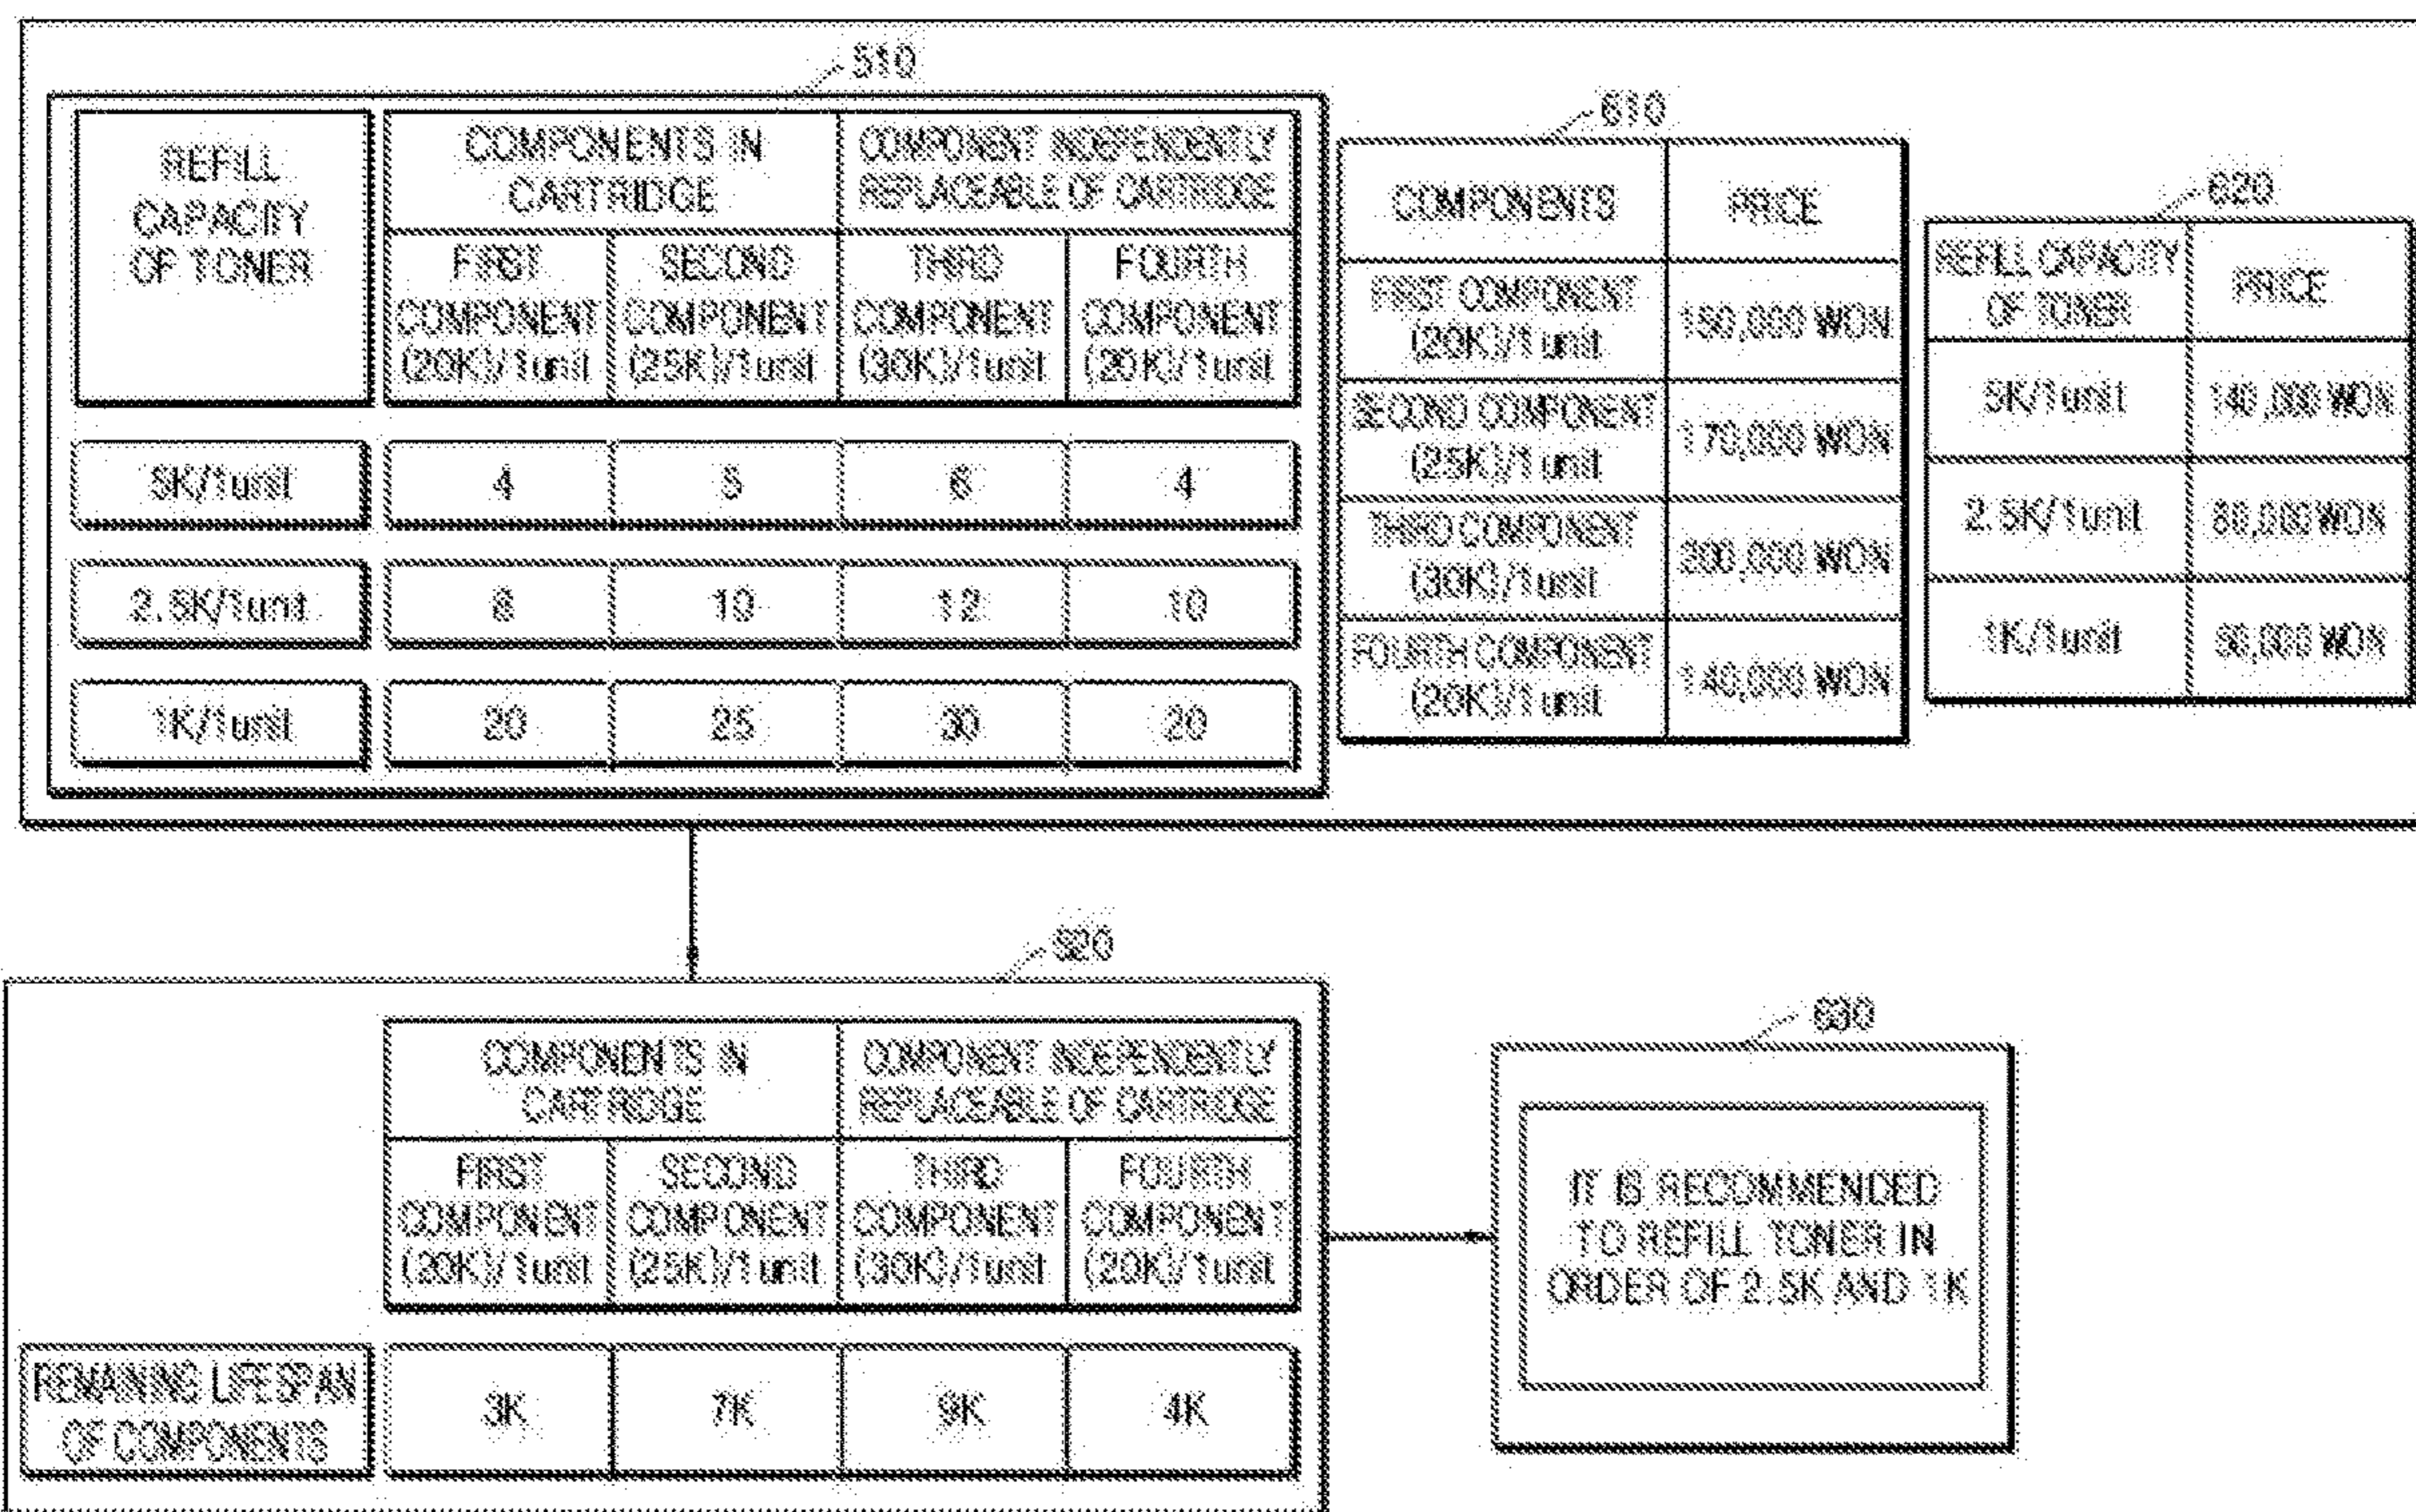 510
REFILL
CAPACITY
OF TONER
COMPONENTS IN
CARTRIDGE
COMPONENT INDEPENDENTLY
REPLACEABLE OF CARTRIDGE
FIRST
COMPONENT
(20K)/1unit
SECOND
COMPONENT
(25K)/1unit
THIRD
COMPONENT
(30K)/1unit
FOURTH
COMPONENT
(20K)/1unit
5K/1unit
4
5
6
4
2.5K/1unit
8
10
12
10
1K/1unit
20
25
30
20
610
COMPONENTS
PRICE
FIRST COMPONENT
(20K)/1unit
150,000 WON
SECOND COMPONENT
(25K)/1unit
170,000 WON
THIRD COMPONENT
(30K)/1unit
200,000 WON
FOURTH COMPONENT
(20K)/1unit
140,000 WON
620
REFILL CAPACITY
OF TONER
PRICE
5K/1unit
140,000 WON
2.5K/1unit
80,000 WON
1K/1unit
WON
520
COMPONENTS IN
CARTRIDGE
COMPONENT INDEPENDENTLY
REPLACEABLE OF CARTRIDGE
FIRST
COMPONENT
(20K)/1unit
SECOND
COMPONENT
(25K)/1unit
THIRD
COMPONENT
(30K)/1unit
FOURTH
COMPONENT
(20K)/1unit
REMAINING LIFESPAN
OF COMPONENTS
3K
7K
9K
4K
630
IT IS RECOMMENDED
TO REFILL TONER IN
ORDER OF 2.5K AND 1K